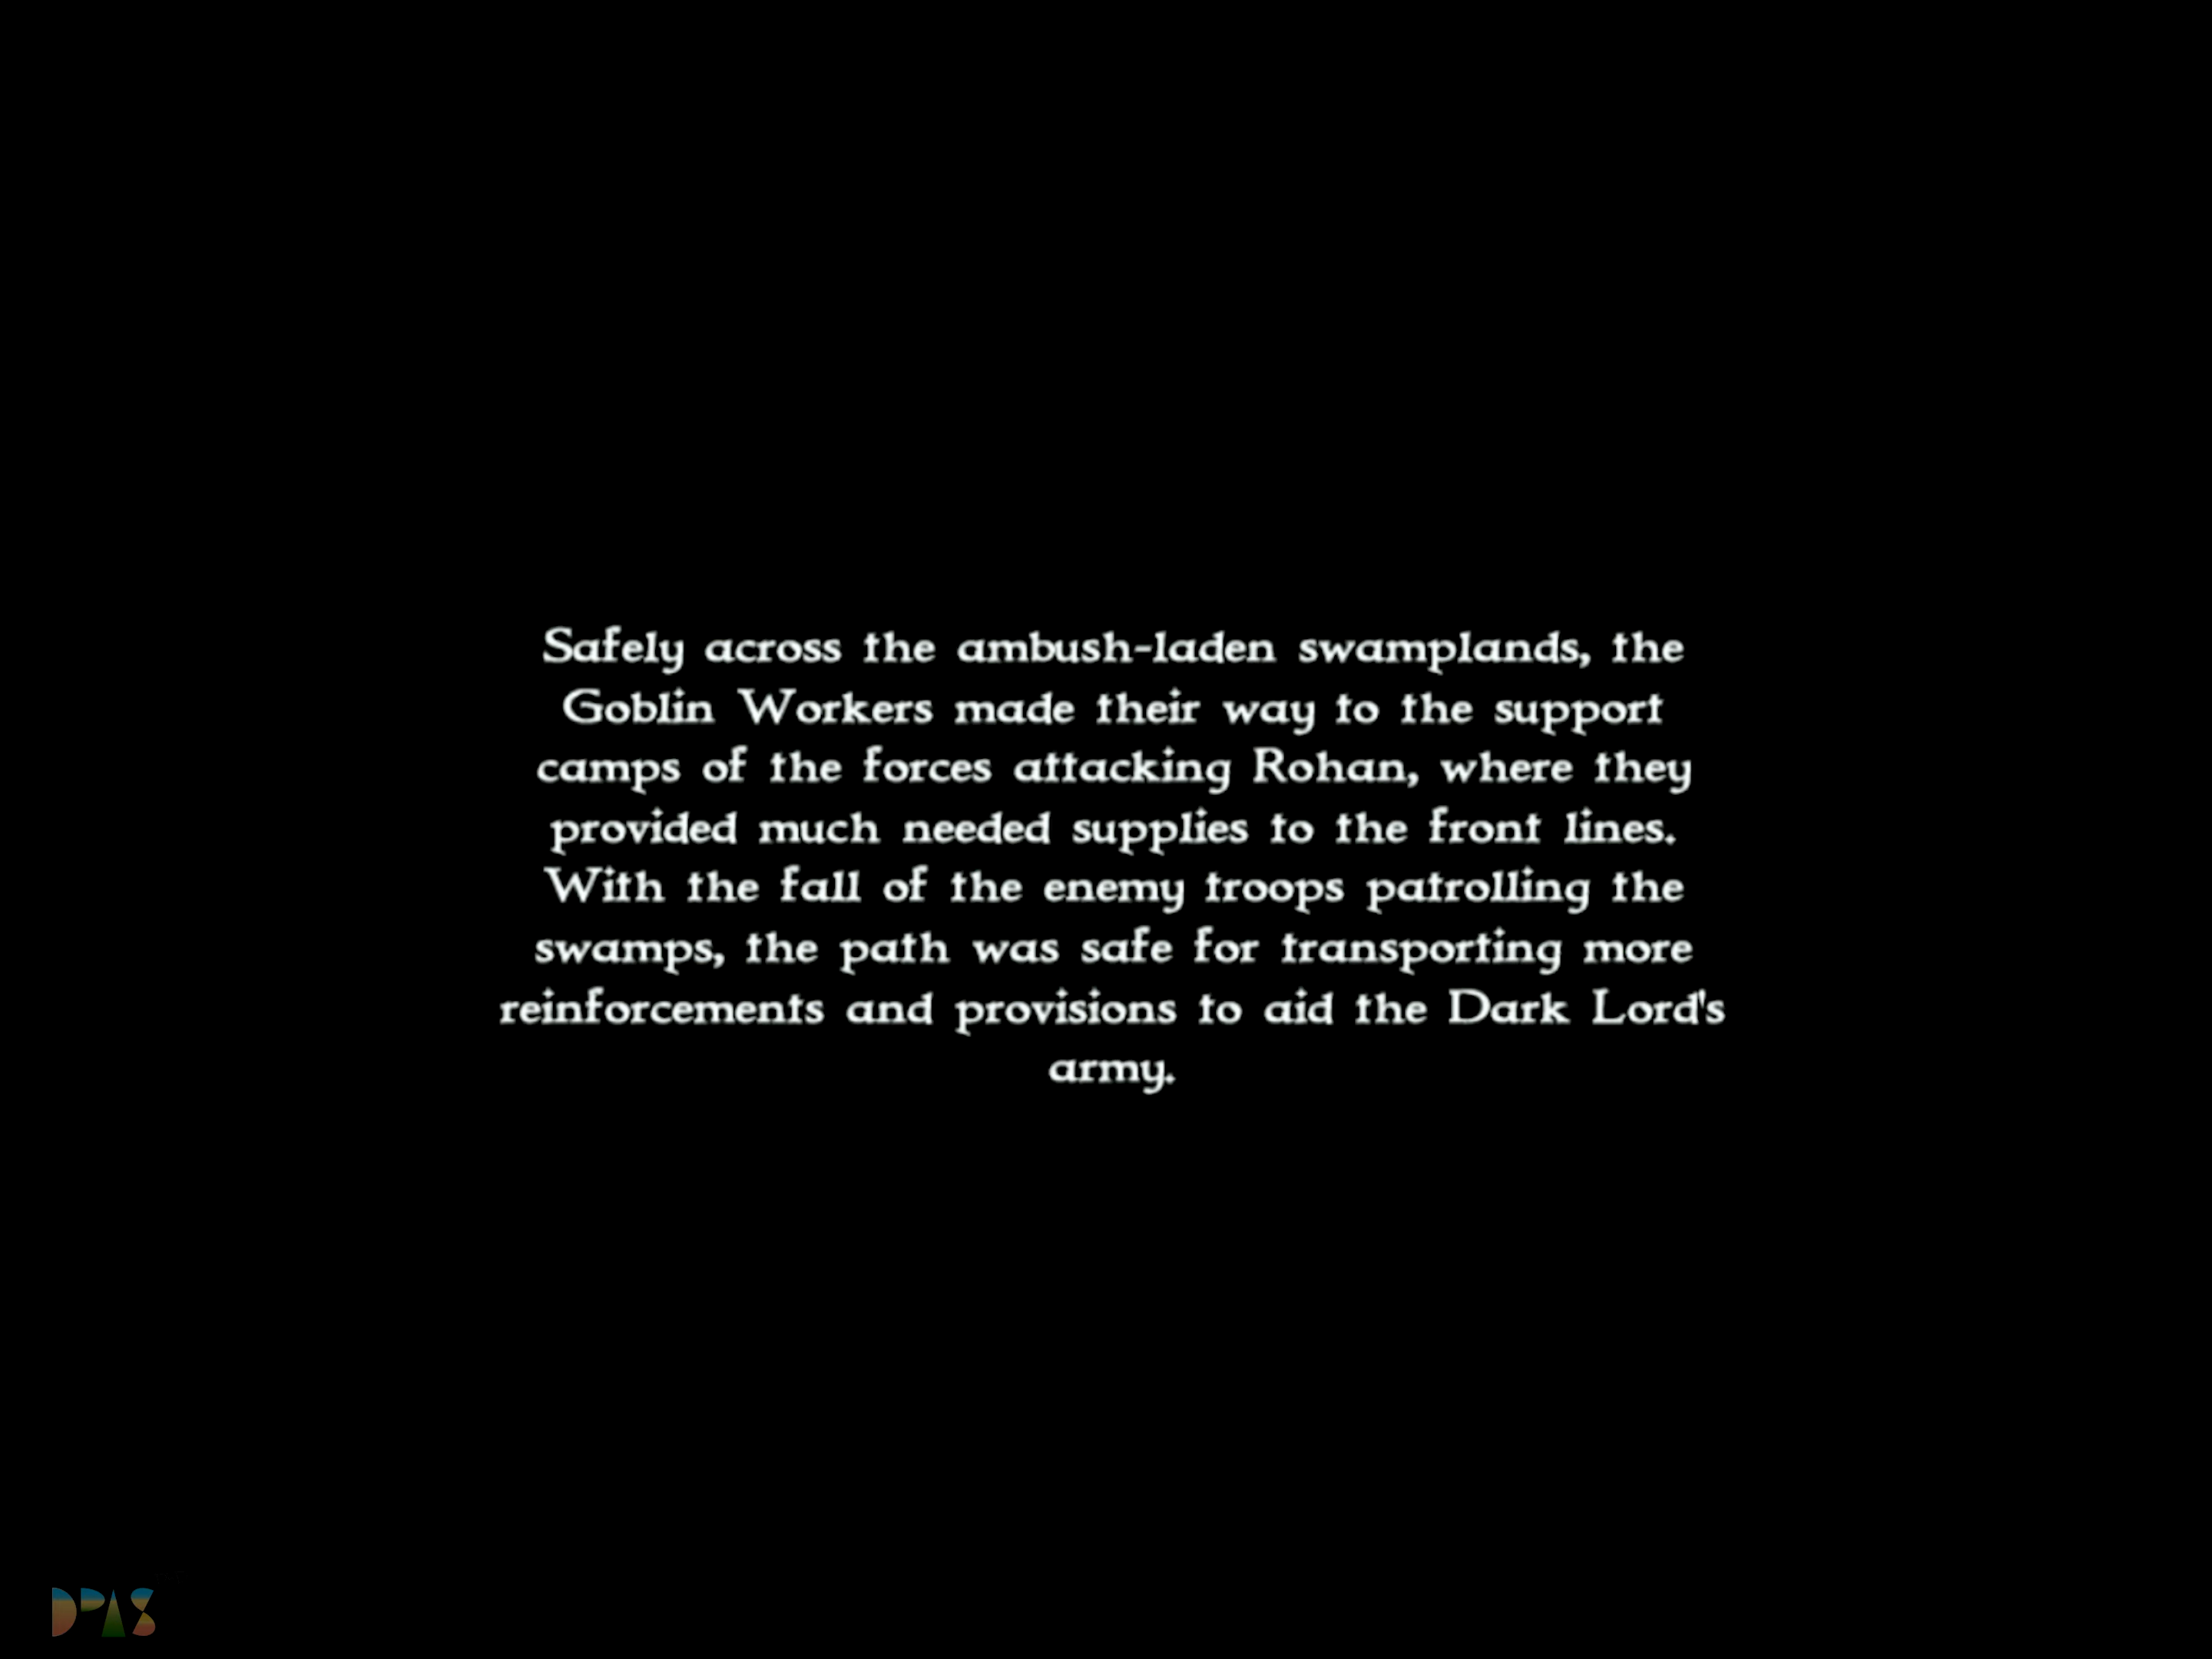 Safely across the ambush-laden swamplands, the
Goblin Workers made their way to the support
camps of the forces attacking Rohan, where they
provided much needed supplies to the front lines.
With the fall of the enemy troops patrolling the
swamps, the path was safe for transporting more
reinforcements and provisions to aid the Dark Lord's
army.
DPAS